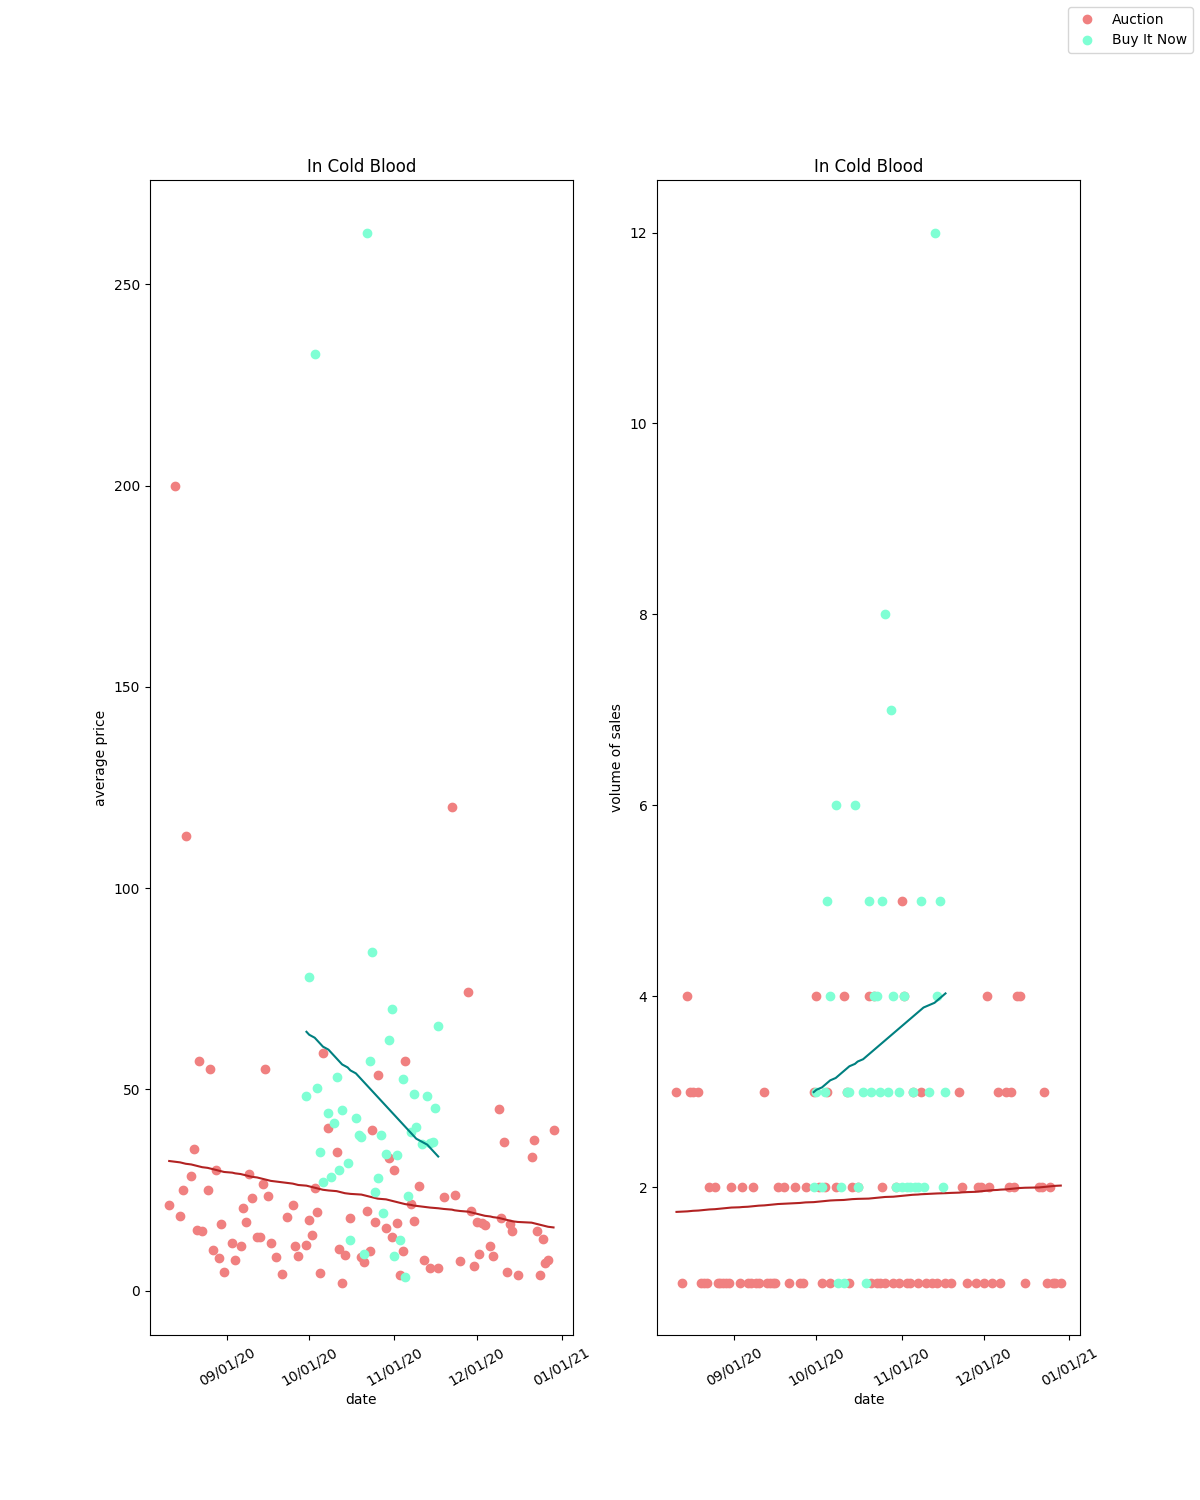 Auction
Buy It Now
In Cold Blood
250
200
150
100
50
0
average price
09/01/20
10/01/20
11/01/20
12/01/20
01/01/21
date
In Cold Blood
12
10
8
6
4
2
volume of sales
09/01/20
10/01/20
11/01/20
12/01/20
01/01/21
date